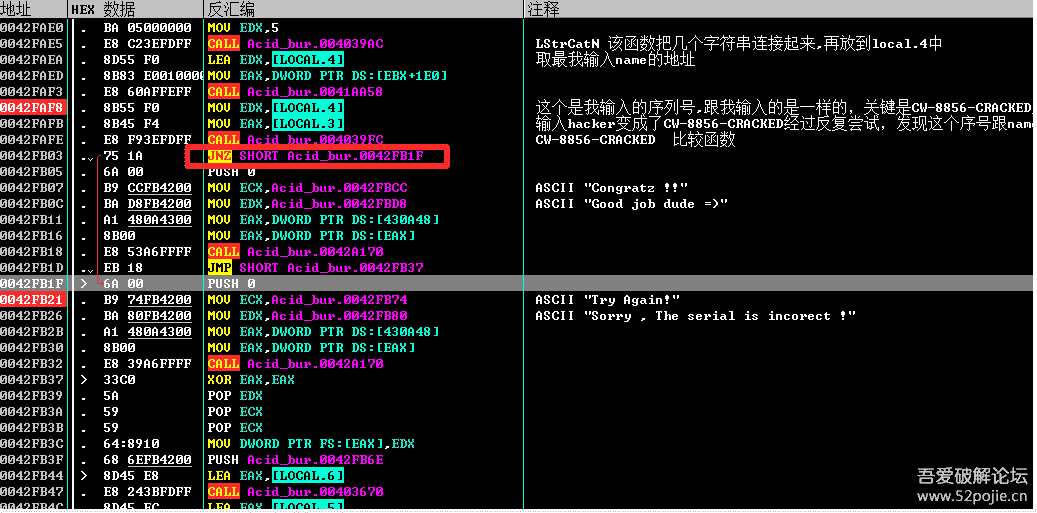 地址 HEX 数据 反汇编 注释
0042FAE0 . BA 05000000 MOV EDX,5
0042FAE5 . E8 C23EFDFF CALL Acid_bur.004039AC LStrCatN 该函数把几个字符串连接起来,再放到local.4中
0042FAEA . 8D55 F0 LEA EDX,[LOCAL.4] 取最我输入name的地址
0042FAED . 8B83 E0010000 MOV EAX,DWORD PTR DS:[EBX+1E0]
0042FAF3 . E8 60AFFEFF CALL Acid_bur.0041AA58
0042FAF8 . 8B55 F0 MOV EDX,[LOCAL.4] 这个是我输入的序列号,跟我输入的是一样的，关键是CW-8856-CRACKED
0042FAFB . 8B45 F4 MOV EAX,[LOCAL.3] 输入hacker变成了CW-8856-CRACKED经过反复尝试，发现这个序号跟name
0042FAFE . E8 F93EFDFF CALL Acid_bur.004039FC CW-8856-CRACKED 比较函数
0042FB03 .⌄ 75 1A JNZ SHORT Acid_bur.0042FB1F
0042FB05 . 6A 00 PUSH 0
0042FB07 . B9 CCFB4200 MOV ECX,Acid_bur.0042FBCC ASCII "Congratz !!"
0042FB0C . BA D8FB4200 MOV EDX,Acid_bur.0042FBD8 ASCII "Good job dude =)"
0042FB11 . A1 480A4300 MOV EAX,DWORD PTR DS:[430A48]
0042FB16 . 8B00 MOV EAX,DWORD PTR DS:[EAX]
0042FB18 . E8 53A6FFFF CALL Acid_bur.0042A170
0042FB1D .⌄ EB 18 JMP SHORT Acid_bur.0042FB37
0042FB1F > 6A 00 PUSH 0
0042FB21 . B9 74FB4200 MOV ECX,Acid_bur.0042FB74 ASCII "Try Again!"
0042FB26 . BA 80FB4200 MOV EDX,Acid_bur.0042FB80 ASCII "Sorry , The serial is incorect !"
0042FB2B . A1 480A4300 MOV EAX,DWORD PTR DS:[430A48]
0042FB30 . 8B00 MOV EAX,DWORD PTR DS:[EAX]
0042FB32 . E8 39A6FFFF CALL Acid_bur.0042A170
0042FB37 > 33C0 XOR EAX,EAX
0042FB39 . 5A POP EDX
0042FB3A . 59 POP ECX
0042FB3B . 59 POP ECX
0042FB3C . 64:8910 MOV DWORD PTR FS:[EAX],EDX
0042FB3F . 68 6EFB4200 PUSH Acid_bur.0042FB6E
0042FB44 > 8D45 E8 LEA EAX,[LOCAL.6]
0042FB47 . E8 243BFDFF CALL Acid_bur.00403670
0042FB4C . 8D45 EC LEA EAX,[LOCAL.5]
吾爱破解论坛
www.52pojie.cn